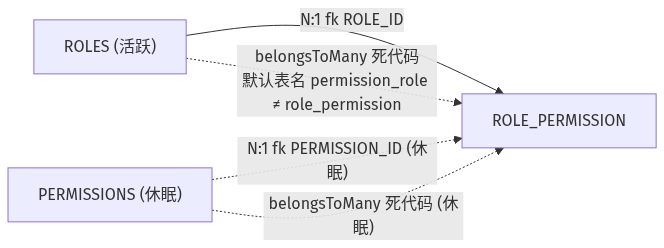 N:1 fk ROLE_ID
ROLES (活跃)
belongsToMany 死代码
默认表名 permission_role
≠ role_permission
ROLE_PERMISSION
N:1 fk PERMISSION_ID (休
眠)
PERMISSIONS (休眠)
belongsToMany 死代码 (休
眠)